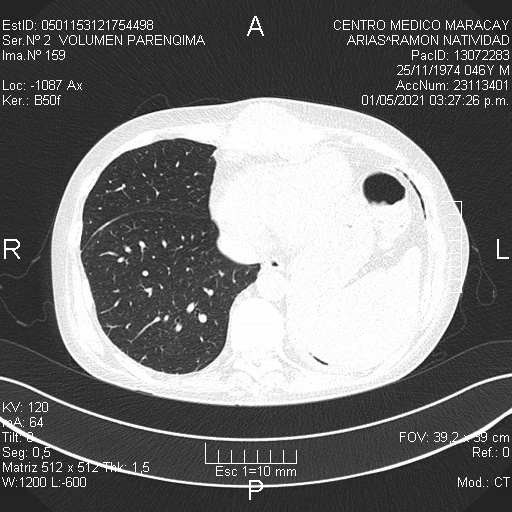 EstID: 0501153121754498
Ser.Nº 2 VOLUMEN PARENQIMA
Ima.Nº 159
Loc: -1087 Ax
Ker.: B50f
A
CENTRO MEDICO MARACAY
ARIAS^RAMON NATIVIDAD
PacID: 13072283
25/11/1974 046Y M
AccNum: 23113401
01/05/2021 03:27:26 p.m.
R
L
KV: 120
mA: 64
Tilt: 0
Seg: 0,5
Matriz 512 x 512 Thk: 1,5
W:1200 L:-600
Esc 1=10 mm
P
FOV: 39,2 x 39 cm
Ref.: 0
Mod.: CT